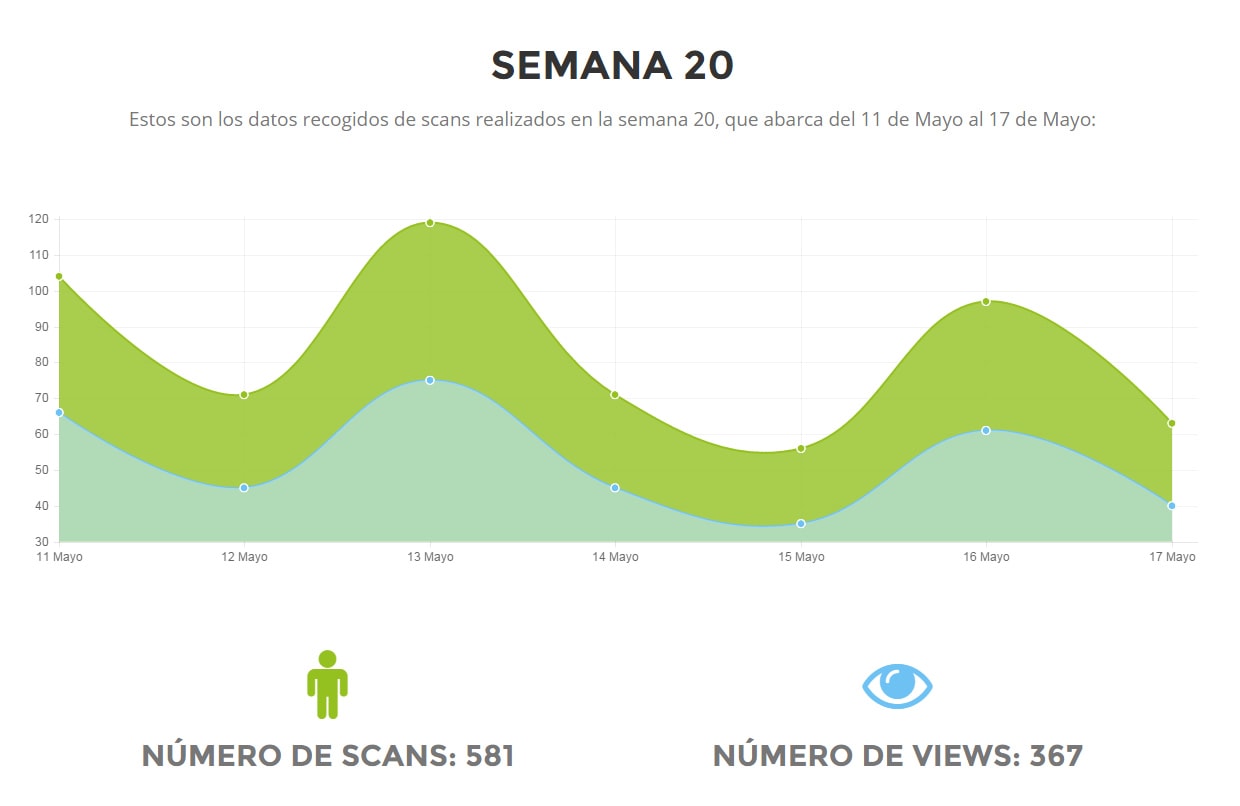 SEMANA 20
Estos son los datos recogidos de scans realizados en la semana 20, que abarca del 11 de Mayo al 17 de Mayo:
120
110
100
90
80
70
60
50
40
30
11 Mayo 12 Mayo 13 Mayo 14 Mayo 15 Mayo 16 Mayo 17 Mayo
NÚMERO DE SCANS: 581 NÚMERO DE VIEWS: 367